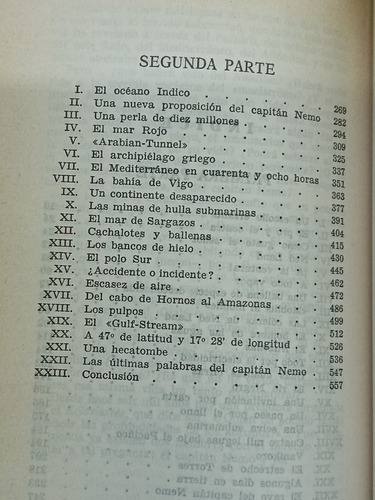 SEGUNDA PARTE
I. El océano Indico . . . . . . . 269
II. Una nueva proposición del capitán Nemo 282
III. Una perla de diez millones . . . . . 294
IV. El mar Rojo . . . . . . . . 309
V. «Arabian-Tunnel» . . . . . . . 325
VI. El archipiélago griego . . . . . . 337
VII. El Mediterráneo en cuarenta y ocho horas 351
VIII. La bahía de Vigo . . . . . . . 363
IX. Un continente desaparecido . . . . . 377
X. Las minas de hulla submarinas . . . . 391
XI. El mar de Sargazos . . . . . . . 404
XII. Cachalotes y ballenas . . . . . . 415
XIII. Los bancos de hielo . . . . . . . 430
XIV. El polo Sur . . . . . . . . 445
XV. ¿Accidente o incidente? . . . . . . 462
XVI. Escasez de aire . . . . . . . 472
XVII. Del cabo de Hornos al Amazonas . . . 486
XVIII. Los pulpos . . . . . . . . 499
XIX. El «Gulf-Stream» . . . . . . . 512
XX. A 47º de latitud y 17º 28' de longitud . 526
XXI. Una hecatombe . . . . . . . 536
XXII. Las últimas palabras del capitán Nemo . 547
XXIII. Conclusión . . . . . . . . 557